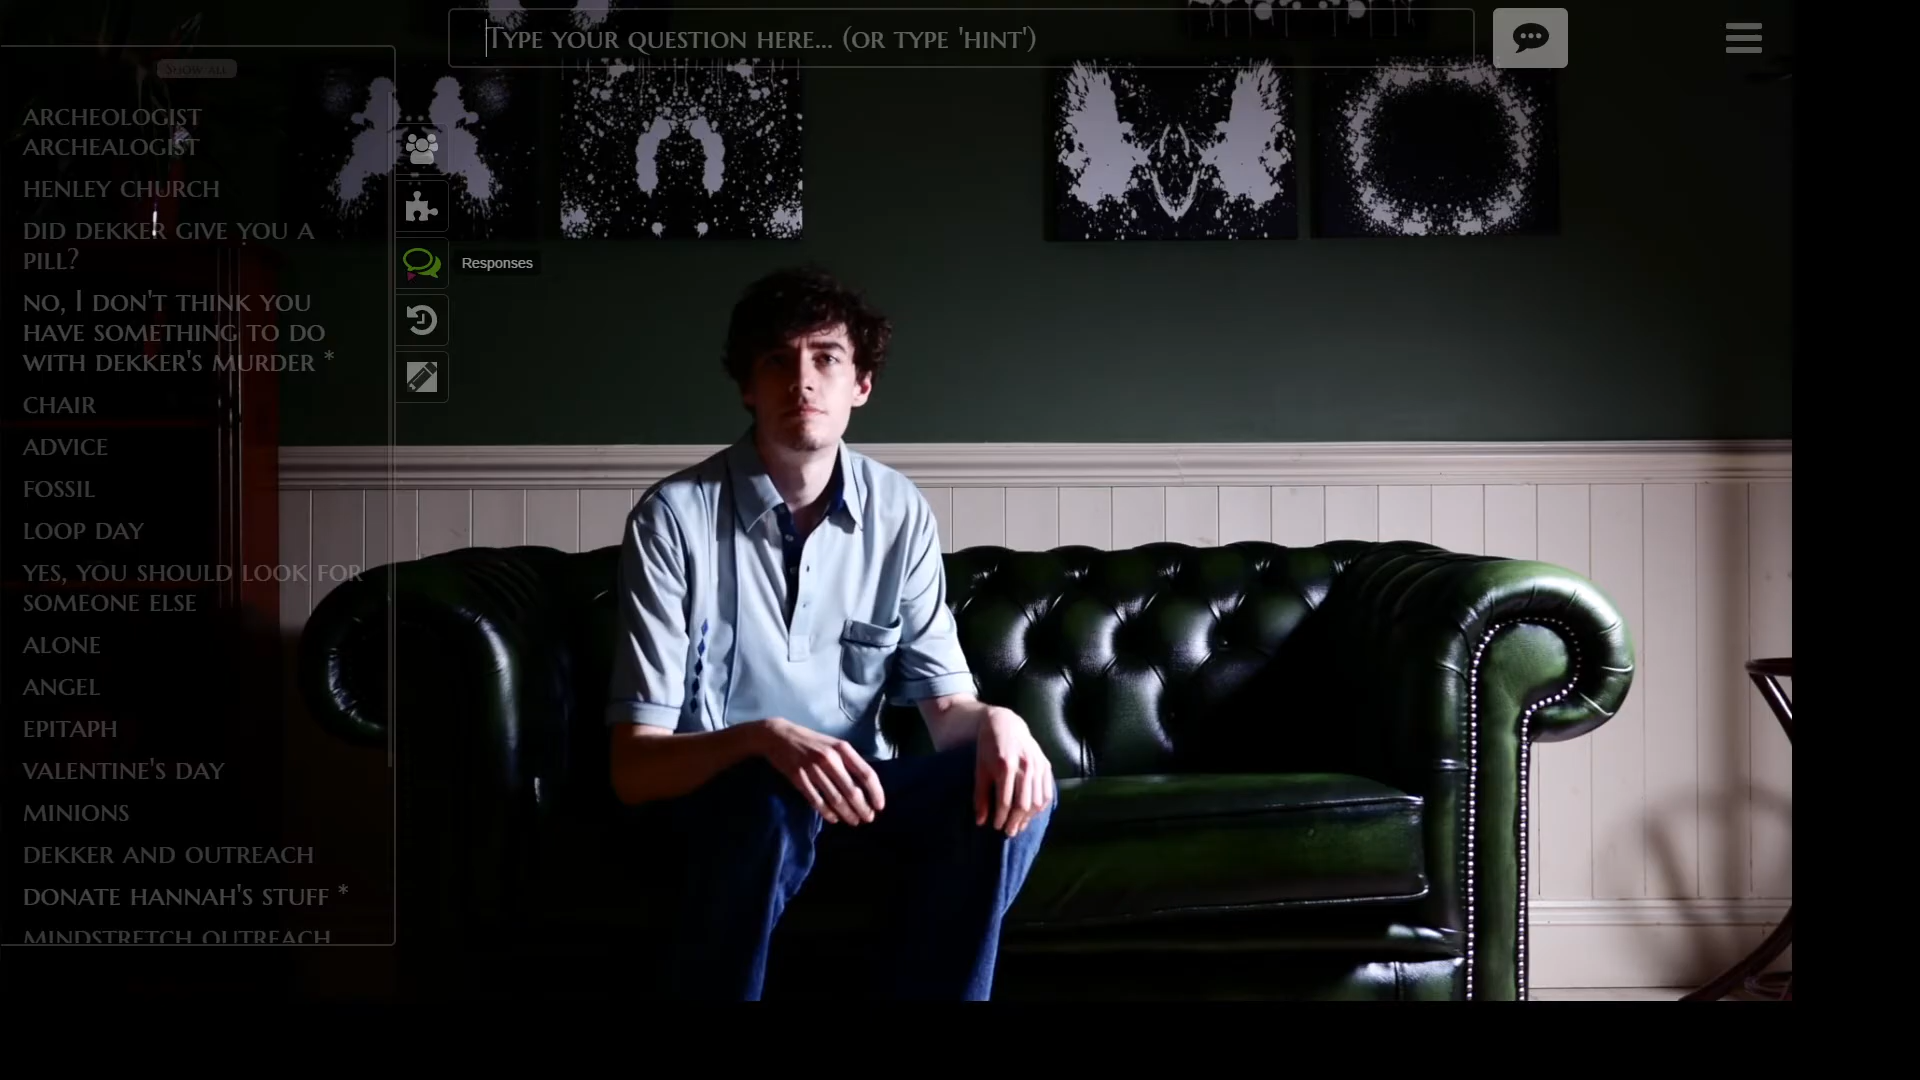 Type your question here... (or type 'hint')
Show all
ARCHEOLOGIST
ARCHEALOGIST
HENLEY CHURCH
DID DEKKER GIVE YOU A
PILL?
NO, I DON'T THINK YOU
HAVE SOMETHING TO DO
WITH DEKKER'S MURDER *
CHAIR
ADVICE
FOSSIL
LOOP DAY
YES, YOU SHOULD LOOK FOR
SOMEONE ELSE
ALONE
ANGEL
EPITAPH
VALENTINE'S DAY
MINIONS
DEKKER AND OUTREACH
DONATE HANNAH'S STUFF *
MINDSTRETCH OUTREACH
Responses